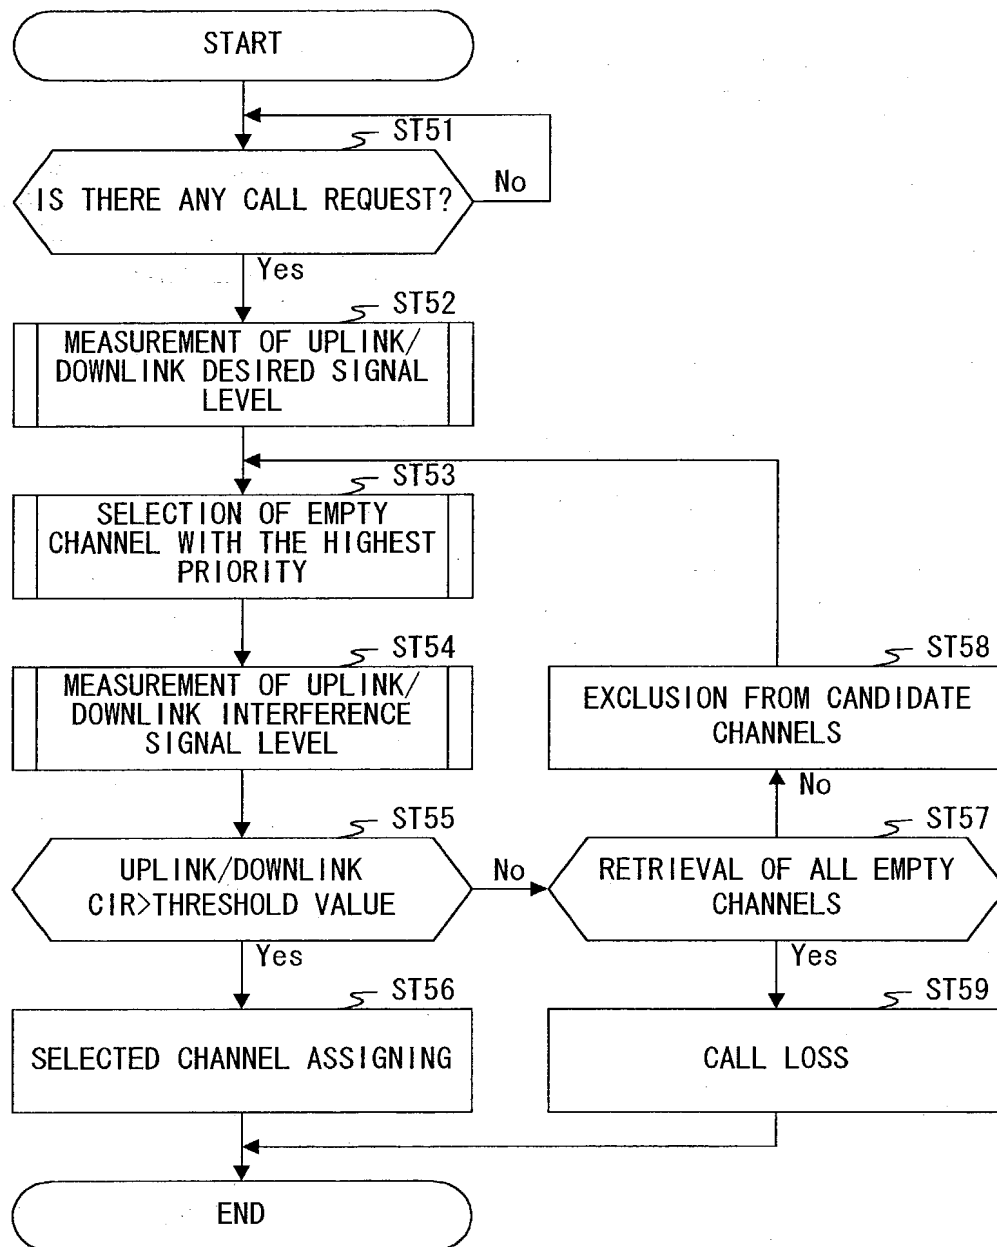 START
ST51
IS THERE ANY CALL REQUEST?
No
Yes
ST52
MEASUREMENT OF UPLINK/
DOWNLINK DESIRED SIGNAL
LEVEL
ST53
SELECTION OF EMPTY
CHANNEL WITH THE HIGHEST
PRIORITY
ST54
MEASUREMENT OF UPLINK/
DOWNLINK INTERFERENCE
SIGNAL LEVEL
ST58
EXCLUSION FROM CANDIDATE
CHANNELS
No
ST55
UPLINK/DOWNLINK
CIR>THRESHOLD VALUE
No
Yes
ST57
RETRIEVAL OF ALL EMPTY
CHANNELS
Yes
ST56
SELECTED CHANNEL ASSIGNING
ST59
CALL LOSS
END